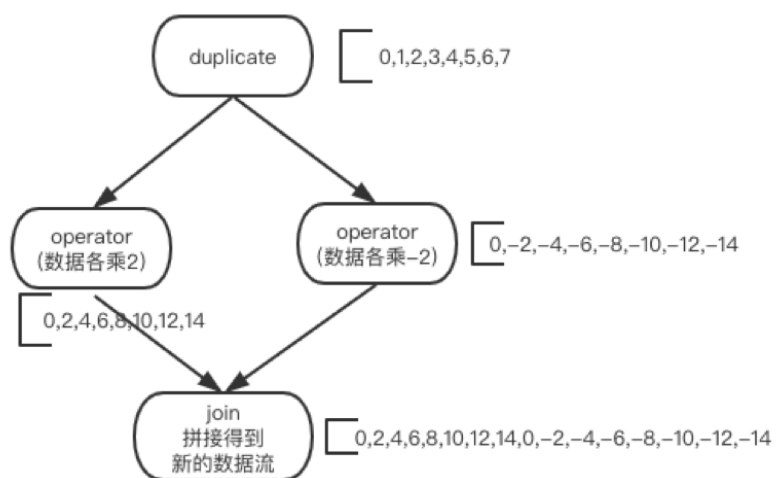 duplicate
0,1,2,3,4,5,6,7
operator
(数据各乘2)
operator
(数据各乘-2)
0,-2,-4,-6,-8,-10,-12,-14
0,2,4,6,8,10,12,14
join
拼接得到
新的数据流
0,2,4,6,8,10,12,14,0,-2,-4,-6,-8,-10,-12,-14